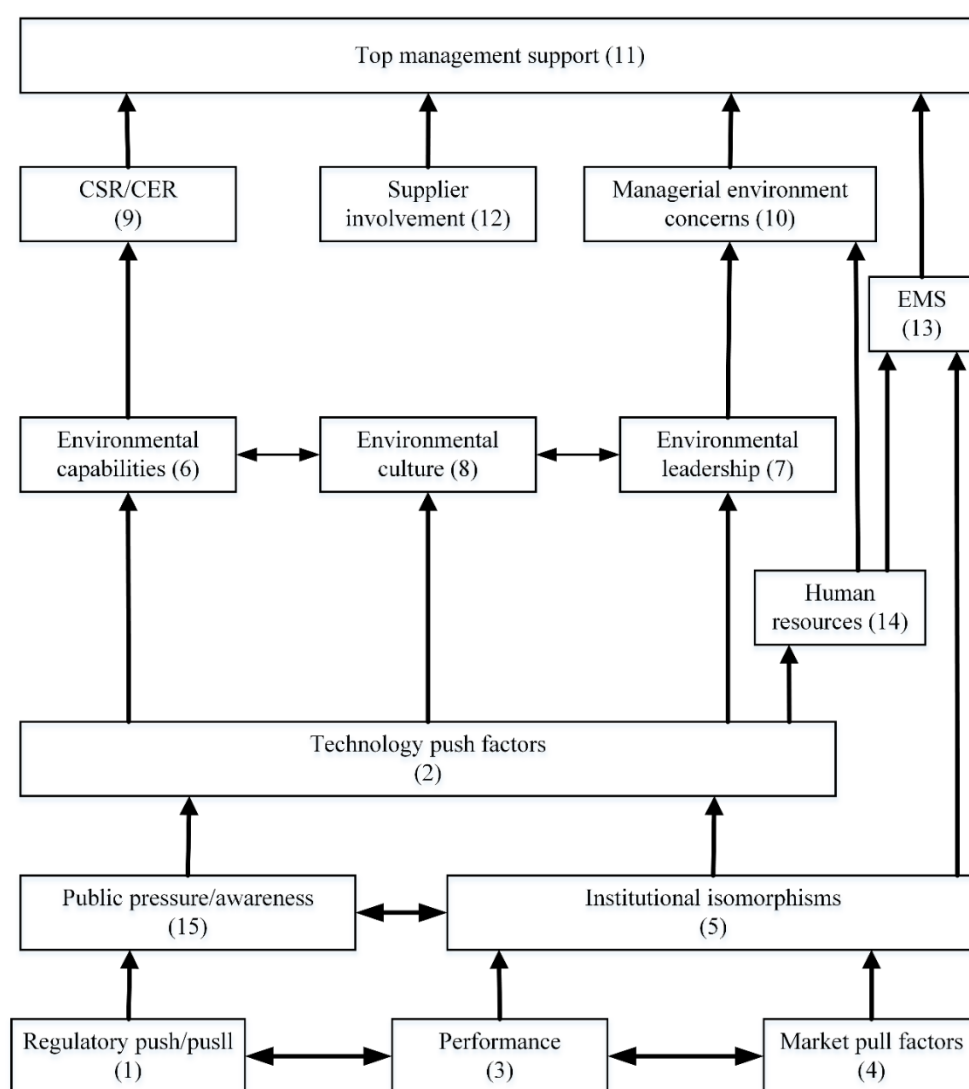 Top management support (11)
CSR/CER
(9)
Supplier
involvement (12)
Managerial environment
concerns (10)
EMS
(13)
Environmental
capabilities (6)
Environmental
culture (8)
Environmental
leadership (7)
Human
resources (14)
Technology push factors
(2)
Public pressure/awareness
(15)
Institutional isomorphisms
(5)
Regulatory push/pusll
(1)
Performance
(3)
Market pull factors
(4)